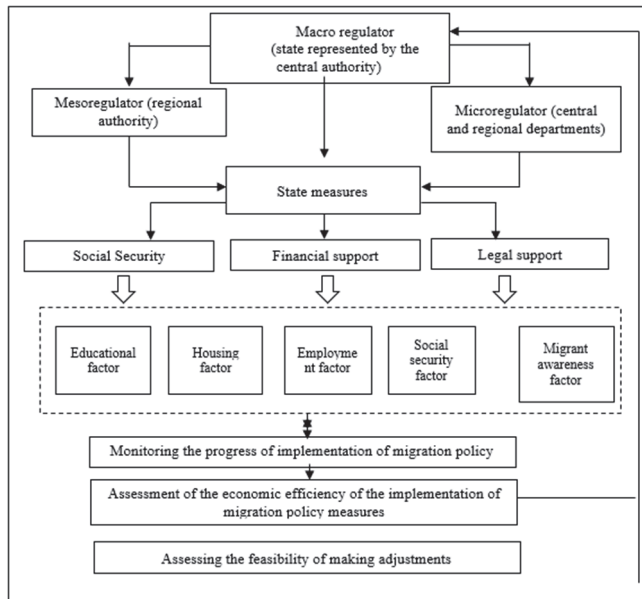 Macro regulator
(state represented by the
central authority)
Mesoregulator (regional
authority)
Microregulator (central
and regional departments)
State measures
Social Security
Financial support
Legal support
Educational
factor
Housing
factor
Employme
nt factor
Social
security
factor
Migrant
awareness
factor
Monitoring the progress of implementation of migration policy
Assessment of the economic efficiency of the implementation of
migration policy measures
Assessing the feasibility of making adjustments